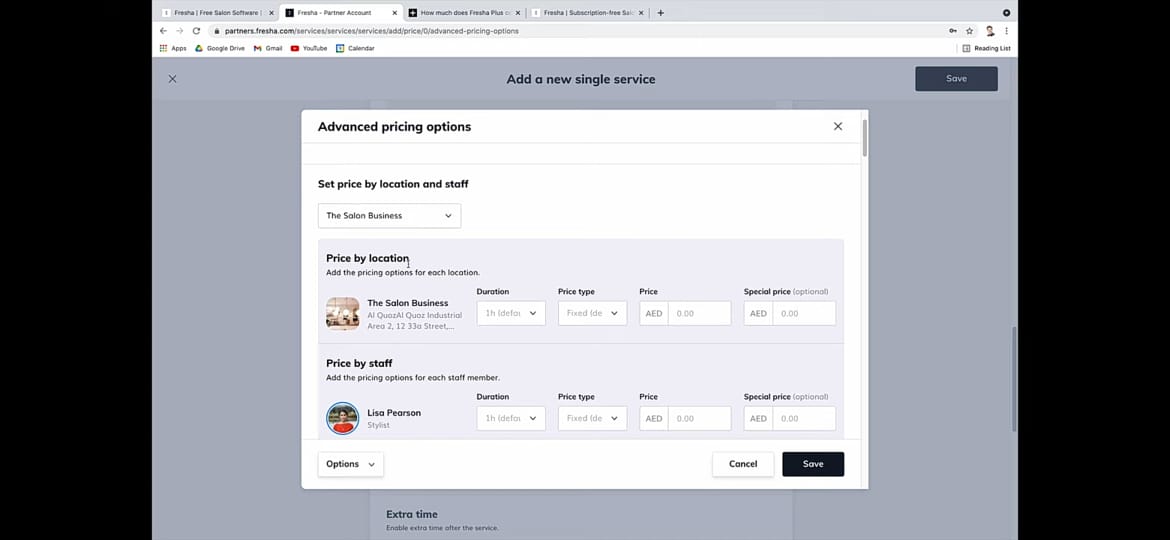 Fresha | Free Salon Software |
Fresha - Partner Account
How much does Fresha Plus c
Fresha | Subscription-free Sal
partners.fresha.com/services/services/services/add/price/0/advanced-pricing-options
Apps
Google Drive
Gmail
YouTube
Calendar
Reading List
Add a new single service
Save
Advanced pricing options
Set price by location and staff
The Salon Business
Price by location
Add the pricing options for each location.
The Salon Business
Al QuozAl Quoz Industrial
Area 2, 12 33a Street,...
Duration
1h (defau
Price type
Fixed (de
Price
AED 0.00
Special price (optional)
AED 0.00
Price by staff
Add the pricing options for each staff member.
Lisa Pearson
Stylist
Duration
1h (defau
Price type
Fixed (de
Price
AED 0.00
Special price (optional)
AED 0.00
Options
Cancel
Save
Extra time
Enable extra time after the service.